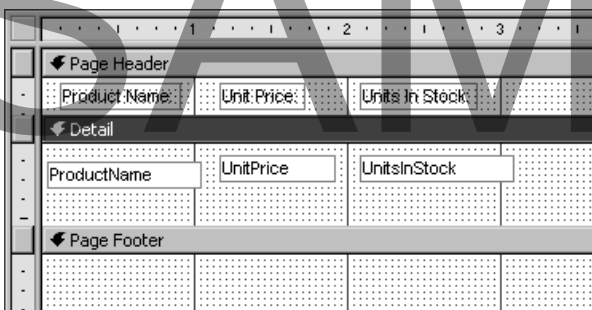 1 2 3
Page Header
Product Name: Unit Price: Units In Stock:
Detail
ProductName UnitPrice UnitsInStock
Page Footer